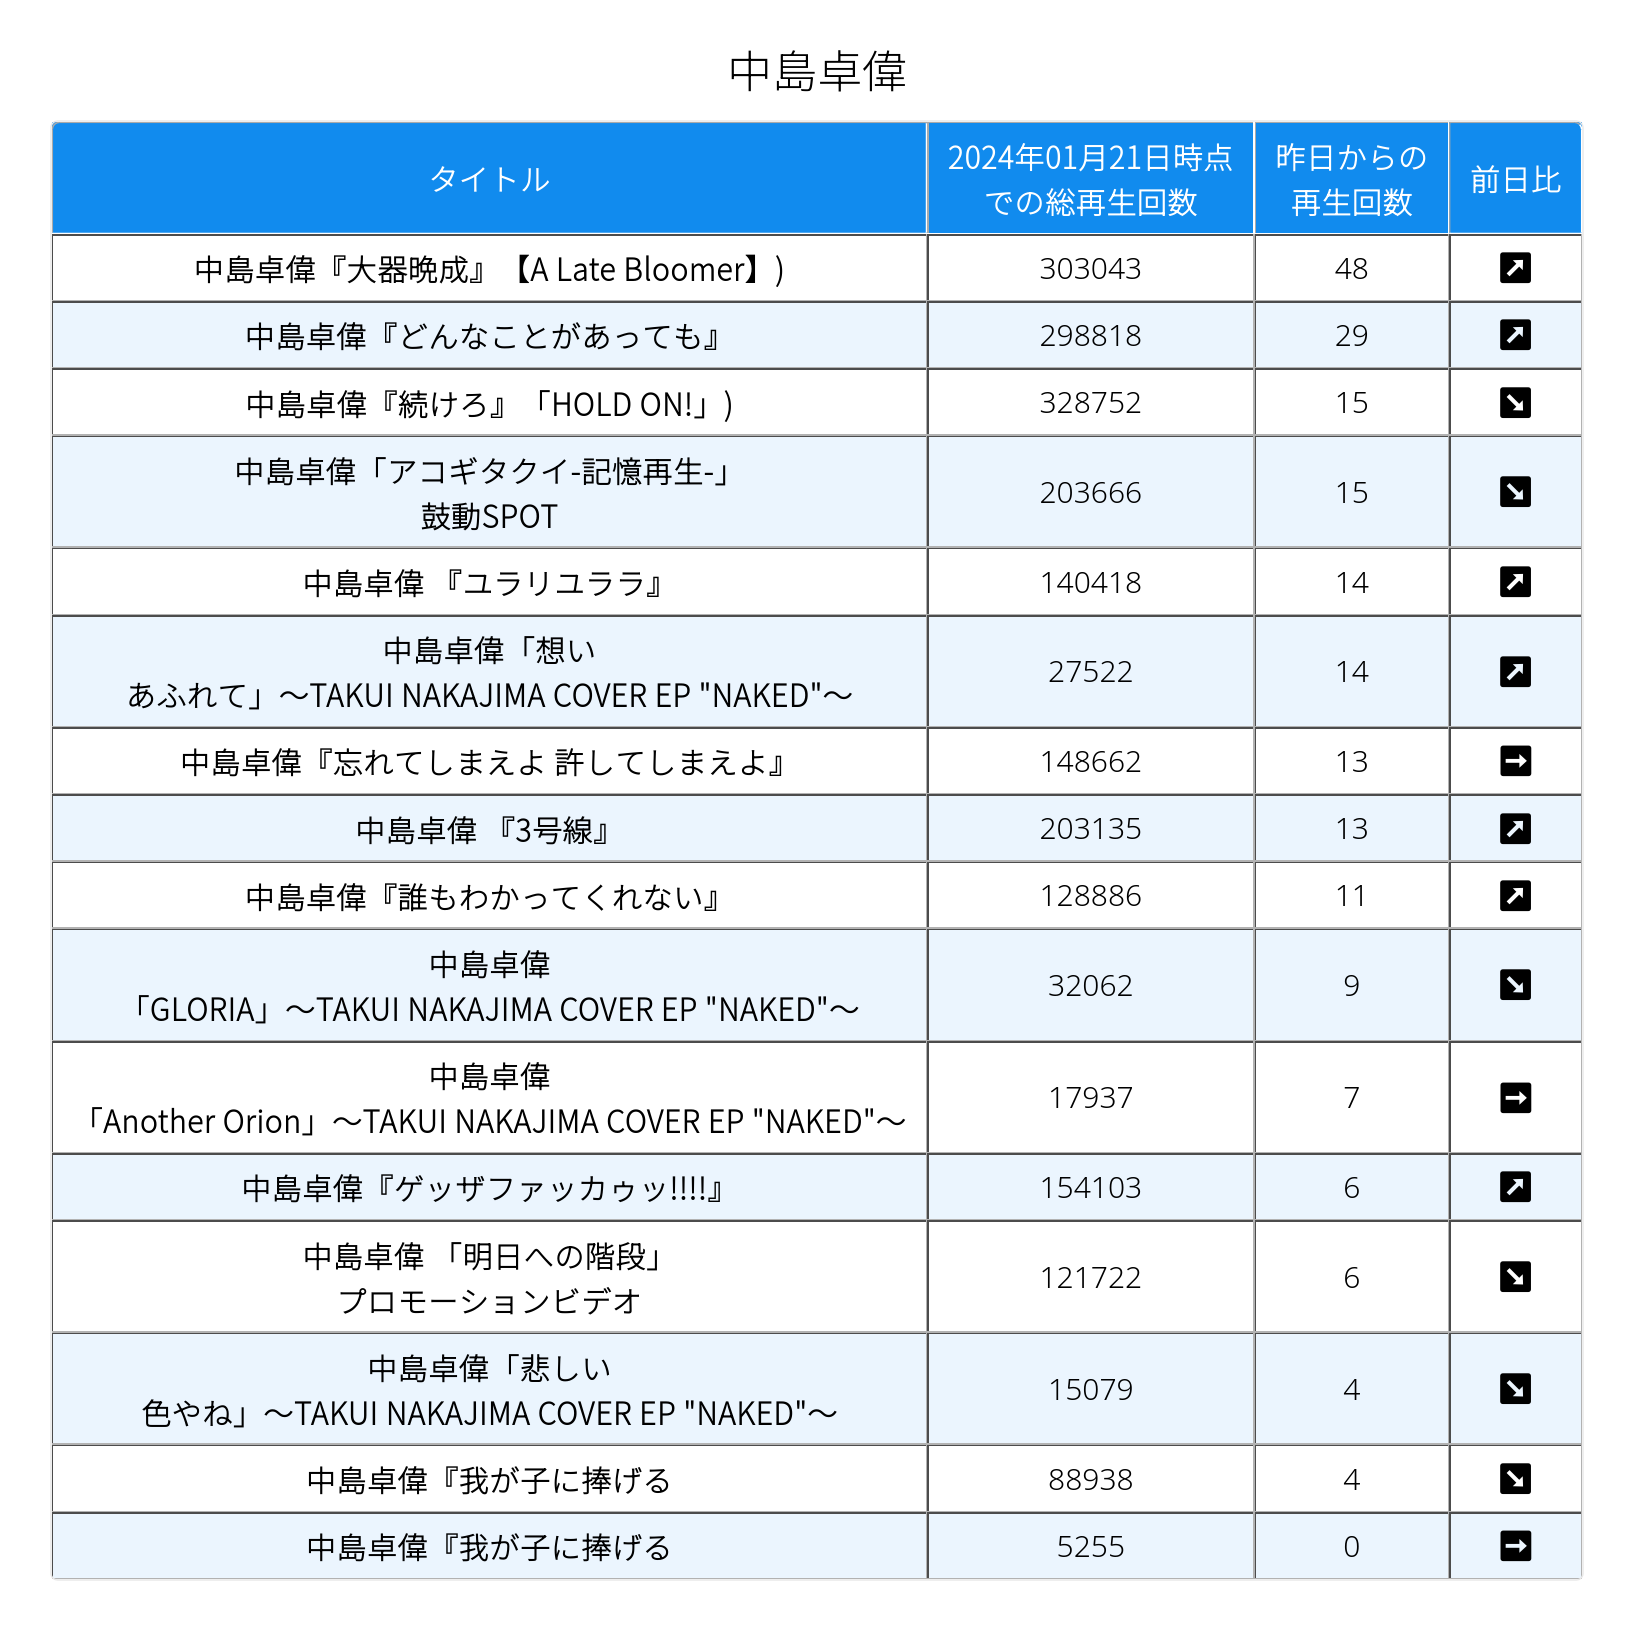 中島卓偉
タイトル
2024年01月21日時点
での総再生回数
昨日からの
再生回数
前日比
中島卓偉『大器晩成』【A Late Bloomer】)
303043
48
中島卓偉『どんなことがあっても』
298818
29
中島卓偉『続けろ』「HOLD ON!」)
328752
15
中島卓偉「アコギタクイ-記憶再生-」
鼓動SPOT
203666
15
中島卓偉 『ユラリユララ』
140418
14
中島卓偉「想い
あふれて」〜TAKUI NAKAJIMA COVER EP "NAKED"〜
27522
14
中島卓偉『忘れてしまえよ 許してしまえよ』
148662
13
中島卓偉 『3号線』
203135
13
中島卓偉『誰もわかってくれない』
128886
11
中島卓偉
「GLORIA」〜TAKUI NAKAJIMA COVER EP "NAKED"〜
32062
9
中島卓偉
「Another Orion」〜TAKUI NAKAJIMA COVER EP "NAKED"〜
17937
7
中島卓偉『ゲッザファッカゥッ!!!!』
154103
6
中島卓偉 「明日への階段」
プロモーションビデオ
121722
6
中島卓偉「悲しい
色やね」〜TAKUI NAKAJIMA COVER EP "NAKED"〜
15079
4
中島卓偉『我が子に捧げる
88938
4
中島卓偉『我が子に捧げる
5255
0